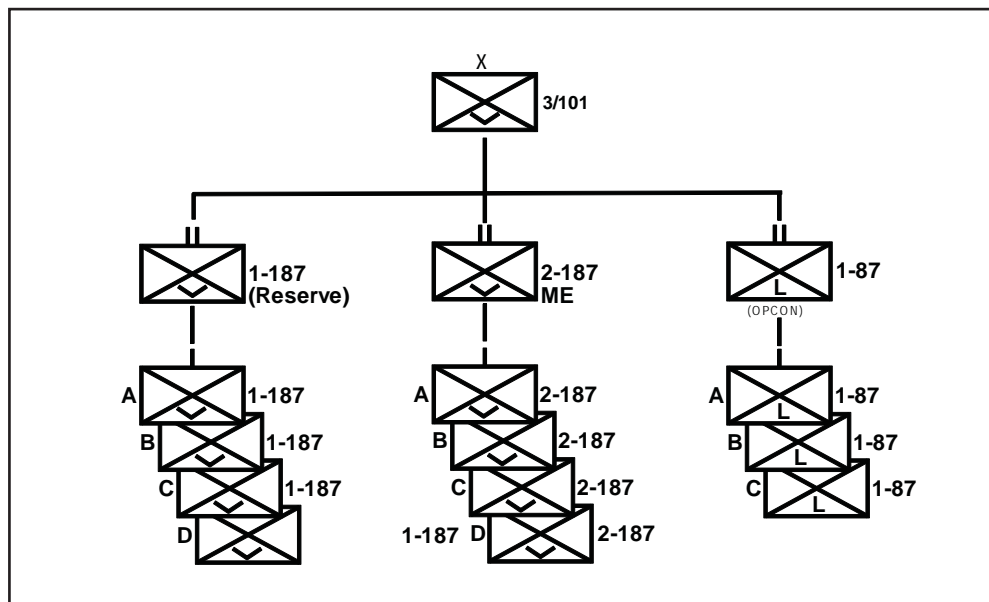 X
3/101
1-187
(Reserve)
2-187
ME
1-87
L
(OPCON)
A
1-187
B
1-187
C
1-187
D
1-187
A
2-187
B
2-187
C
2-187
D
2-187
A
L
1-87
B
L
1-87
C
L
1-87